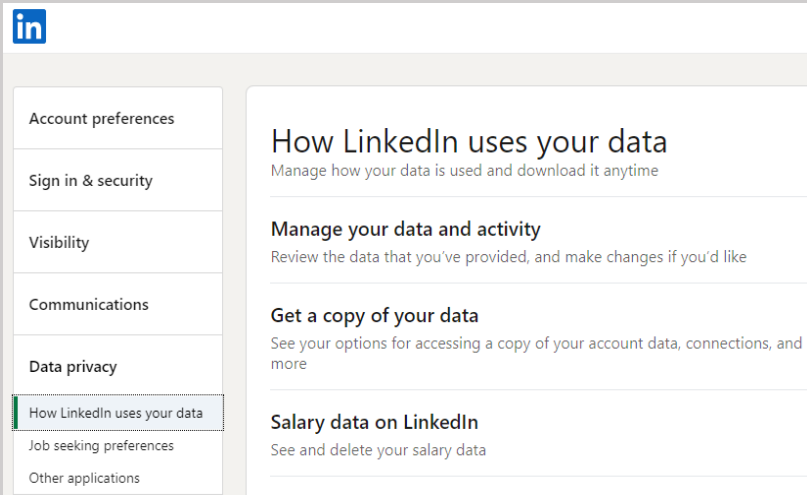 in
Account preferences
Sign in & security
Visibility
Communications
Data privacy
How LinkedIn uses your data
Job seeking preferences
Other applications
How LinkedIn uses your data
Manage how your data is used and download it anytime
Manage your data and activity
Review the data that you've provided, and make changes if you'd like
Get a copy of your data
See your options for accessing a copy of your account data, connections, and
more
Salary data on LinkedIn
See and delete your salary data